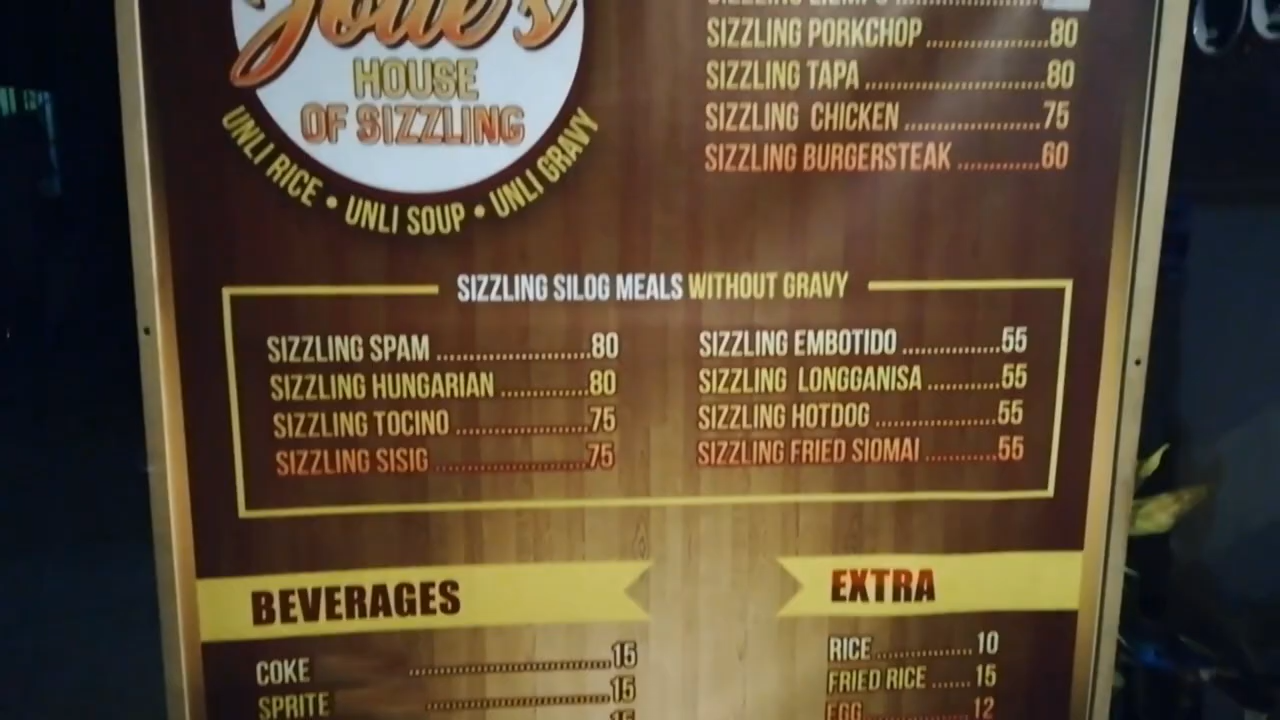 HOUSE
OF SIZZLING
UNLI RICE • UNLI SOUP • UNLI GRAVY
SIZZLING
SIZZLING PORKCHOP 80
SIZZLING TAPA 80
SIZZLING CHICKEN 75
SIZZLING BURGERSTEAK 60
SIZZLING SILOG MEALS WITHOUT GRAVY
SIZZLING SPAM 80
SIZZLING HUNGARIAN 80
SIZZLING TOCINO 75
SIZZLING SISIG 75
SIZZLING EMBOTIDO 55
SIZZLING LONGGANISA 55
SIZZLING HOTDOG 55
SIZZLING FRIED SIOMAI 55
BEVERAGES
COKE 15
SPRITE 15
15
EXTRA
RICE 10
FRIED RICE 15
EGG 12